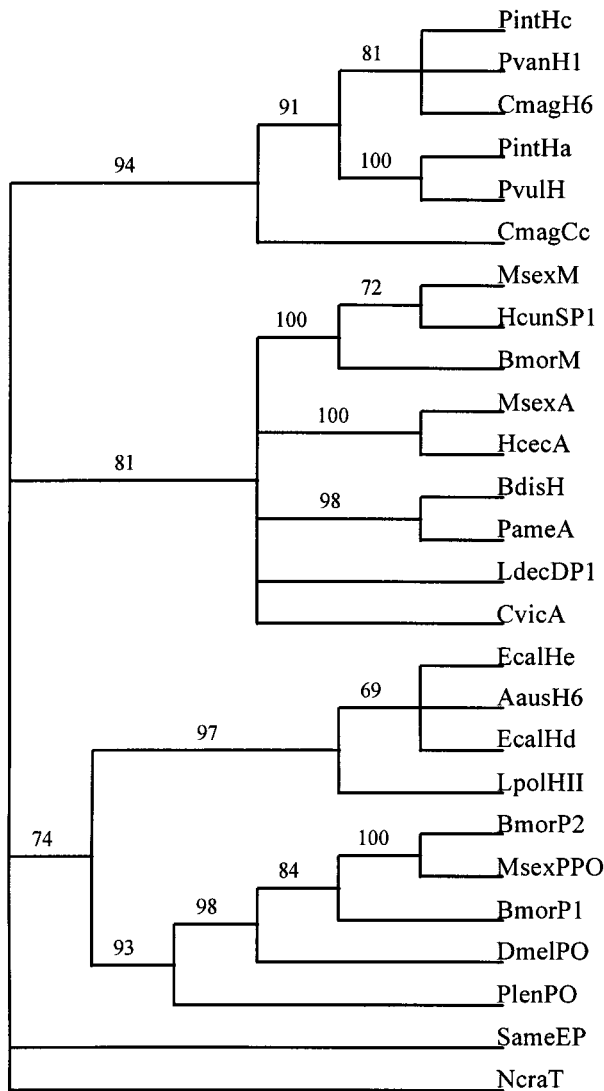 PintHc
81
PvanH1
91
CmagH6
PintHa
100
94
PvulH
CmagCc
MsexM
72
100
HcunSP1
BmorM
MsexA
100
HcecA
81
BdisH
98
PameA
LdecDP1
CvicA
EcalHe
69
AausH6
97
EcalHd
LpolHII
BmorP2
74
100
MsexPPO
84
BmorP1
98
93
DmelPO
PlenPO
SameEP
NcraT